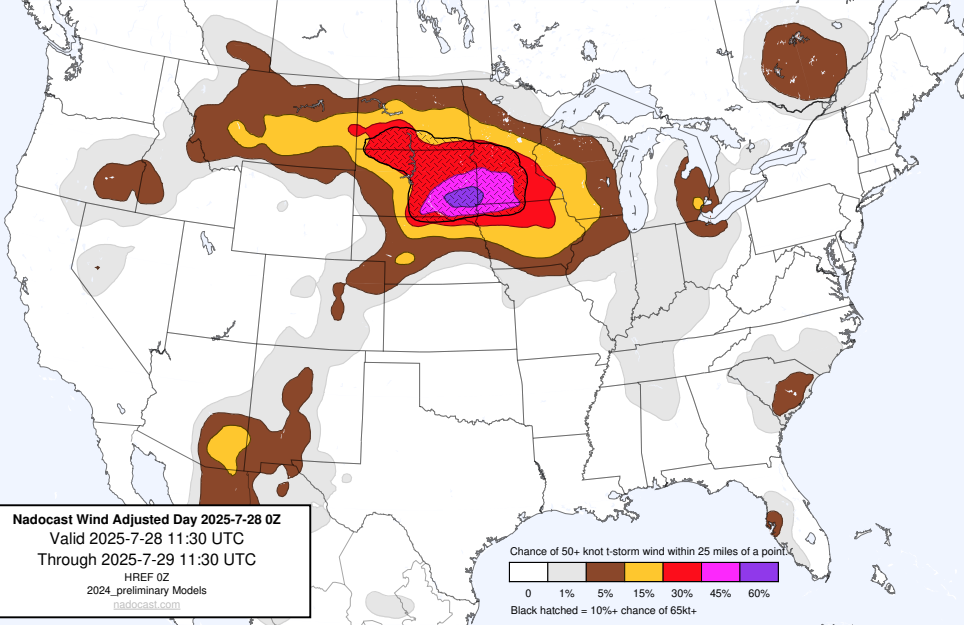 Nadocast Wind Adjusted Day 2025-7-28 0Z
Valid 2025-7-28 11:30 UTC
Through 2025-7-29 11:30 UTC
HREF 0Z
2024_preliminary Models
nadocast.com
Chance of 50+ knot t-storm wind within 25 miles of a point.
0 1% 5% 15% 30% 45% 60%
Black hatched = 10%+ chance of 65kt+